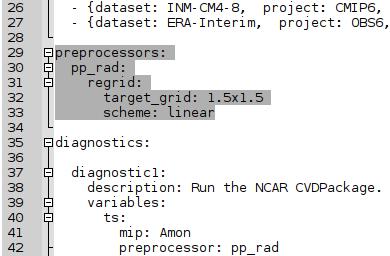 26 - {dataset: INM-CM4-8, project: CMIP6,
27 - {dataset: ERA-Interim, project: OBS6,
28
29 preprocessors:
30 pp_rad:
31 regrid:
32 target_grid: 1.5x1.5
33 scheme: linear
34
35 diagnostics:
36
37 diagnostic1:
38 description: Run the NCAR CVDPackage.
39 variables:
40 ts:
41 mip: Amon
42 preprocessor: pp_rad